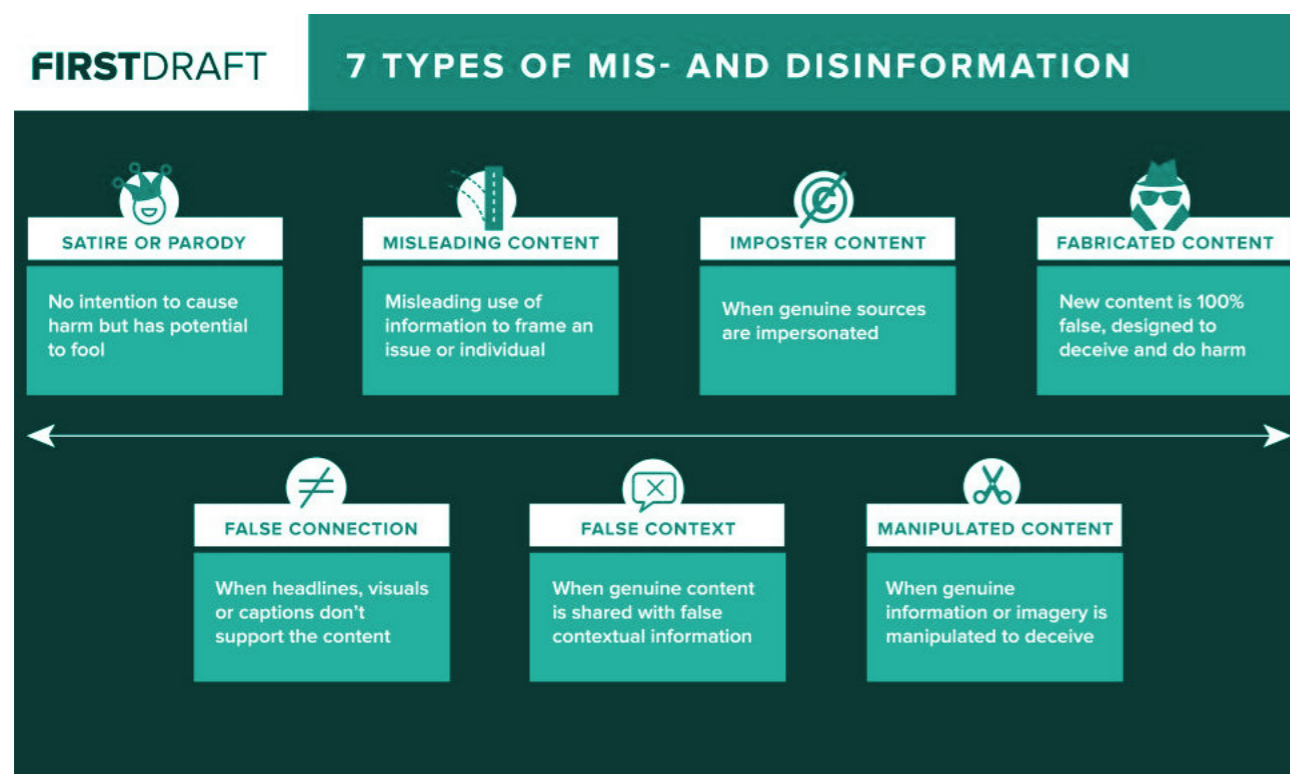 FIRSTDRAFT
7 TYPES OF MIS- AND DISINFORMATION
SATIRE OR PARODY
No intention to cause
harm but has potential
to fool
MISLEADING CONTENT
Misleading use of
information to frame an
issue or individual
IMPOSTER CONTENT
When genuine sources
are impersonated
FABRICATED CONTENT
New content is 100%
false, designed to
deceive and do harm
FALSE CONNECTION
When headlines, visuals
or captions don’t
support the content
FALSE CONTEXT
When genuine content
is shared with false
contextual information
MANIPULATED CONTENT
When genuine
information or imagery is
manipulated to deceive